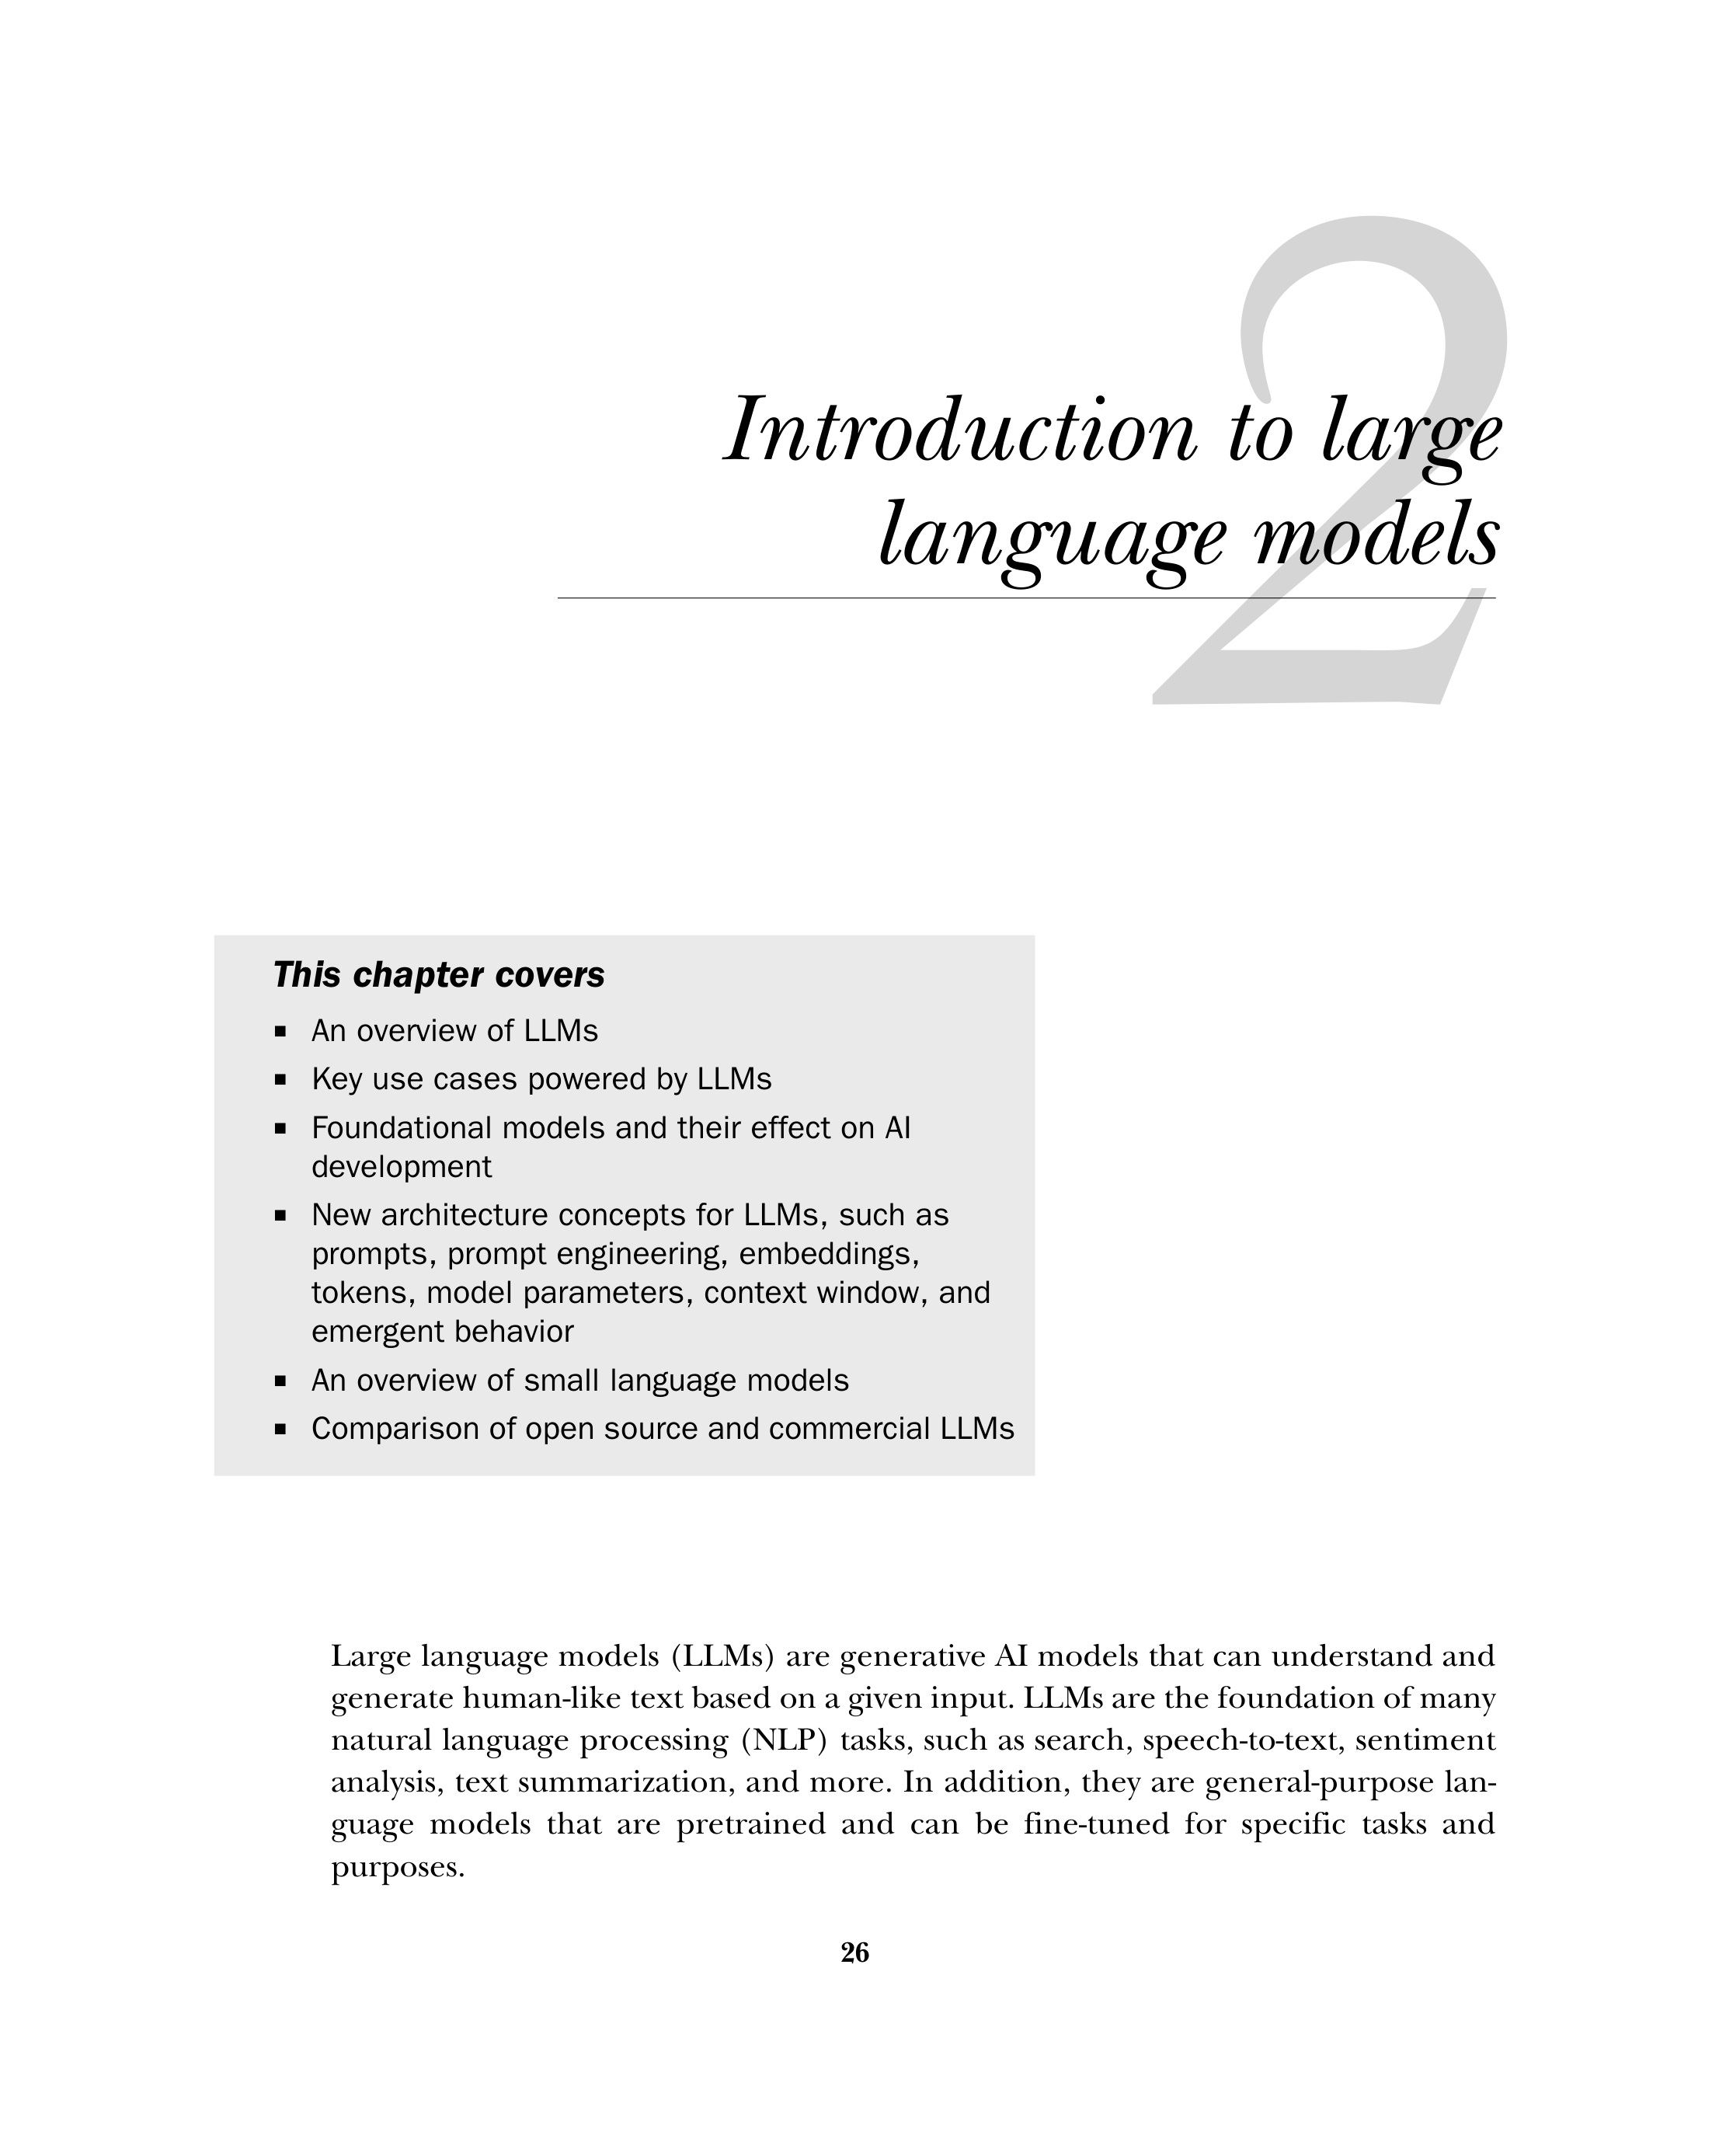 2
Introduction to large
language models
This chapter covers
■ An overview of LLMs
■ Key use cases powered by LLMs
■ Foundational models and their effect on AI
development
■ New architecture concepts for LLMs, such as
prompts, prompt engineering, embeddings,
tokens, model parameters, context window, and
emergent behavior
■ An overview of small language models
■ Comparison of open source and commercial LLMs
Large language models (LLMs) are generative AI models that can understand and
generate human-like text based on a given input. LLMs are the foundation of many
natural language processing (NLP) tasks, such as search, speech-to-text, sentiment
analysis, text summarization, and more. In addition, they are general-purpose lan-
guage models that are pretrained and can be fine-tuned for specific tasks and
purposes.
26